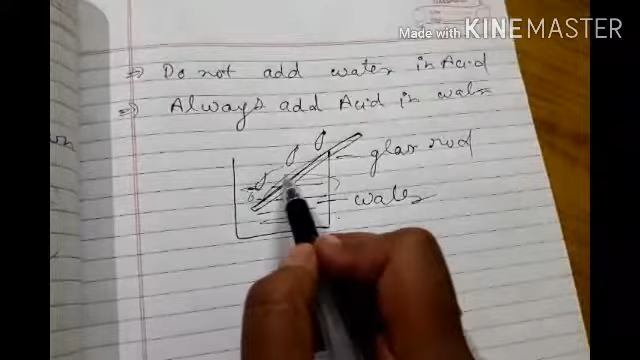 Made with KINEMASTER
=> Do not add water in Acid
=> Always add Acid in water
glass rod
water